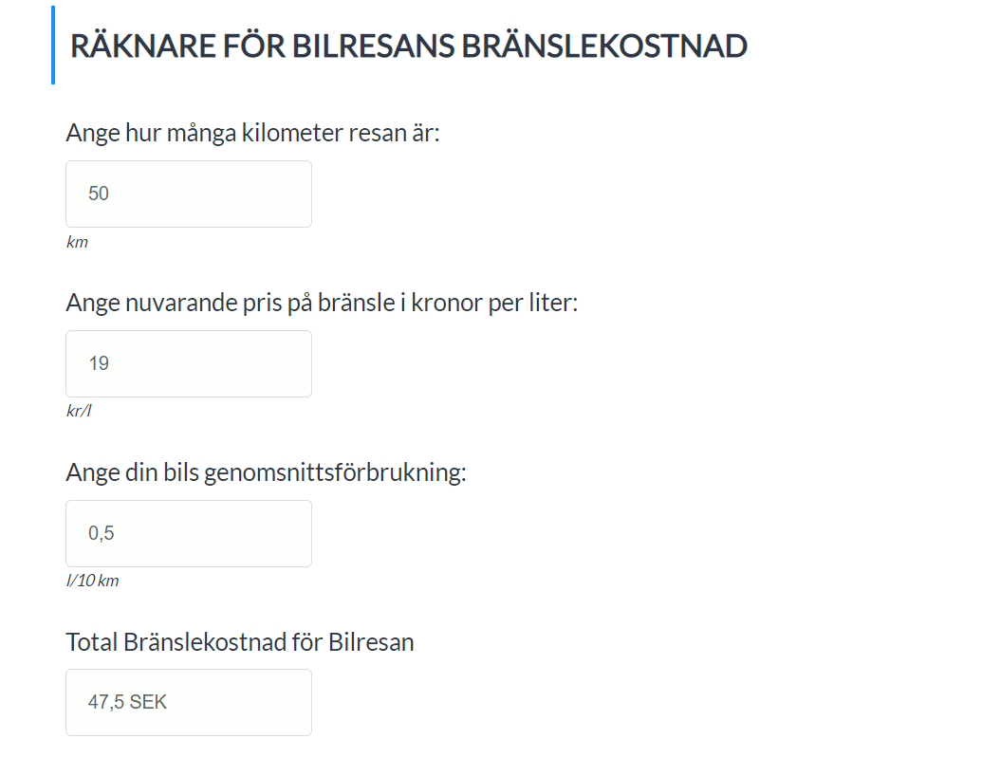 RÄKNARE FÖR BILRESANS BRÄNSLEKOSTNAD
Ange hur många kilometer resan är:
50
km
Ange nuvarande pris på bränsle i kronor per liter:
19
kr/l
Ange din bils genomsnittsförbrukning:
0,5
l/10 km
Total Bränslekostnad för Bilresan
47,5 SEK